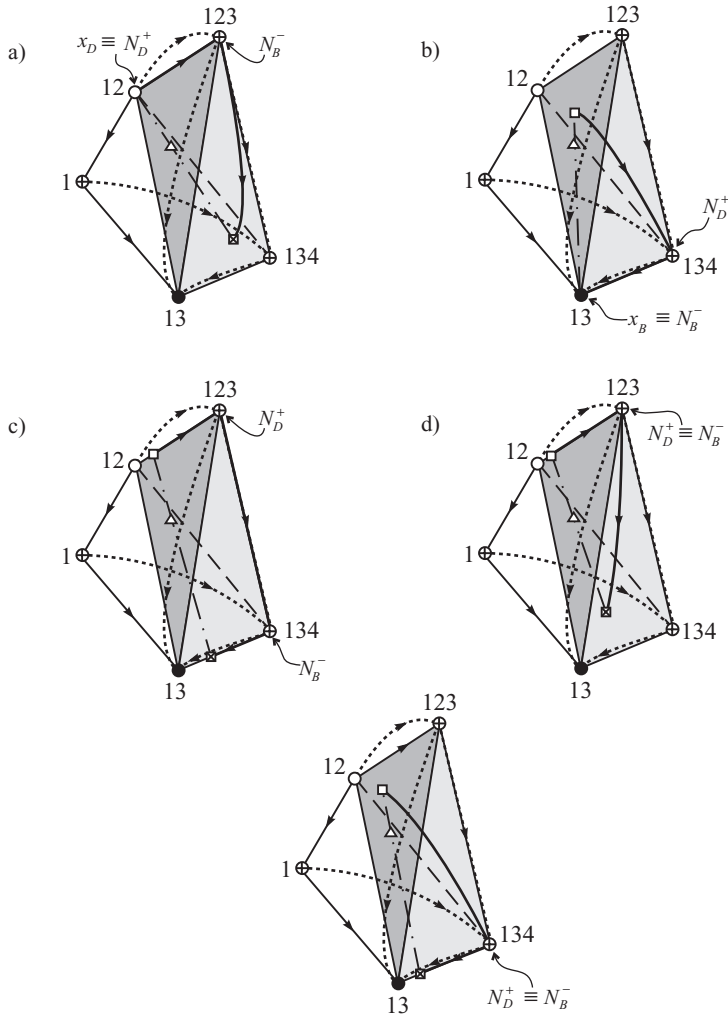 a)
x_D ≡ N_D^+
123
N_B^-
12
1
134
13
b)
123
12
1
N_D^+
134
13
x_B ≡ N_B^-
c)
123
N_D^+
12
1
134
N_B^-
13
d)
123
N_D^+ ≡ N_B^-
12
1
134
13
123
12
1
134
13
N_D^+ ≡ N_B^-